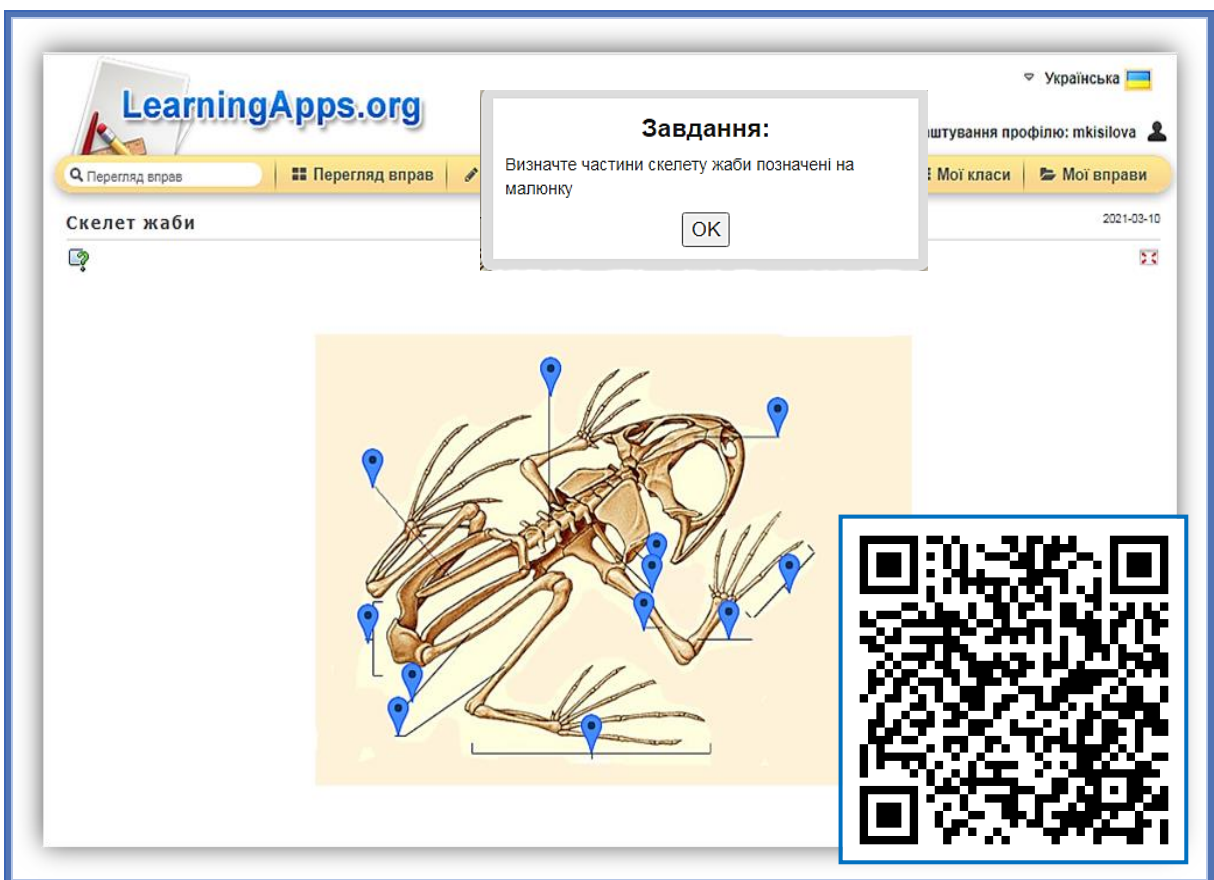 LearningApps.org
Українська
Завдання:
Визначте частини скелету жаби позначені на
малюнку
OK
аштування профілю: mkisilova
Перегляд вправ
Перегляд вправ
Мої класи
Мої вправи
Скелет жаби
2021-03-10